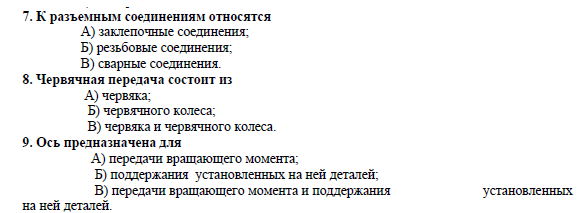 7. К разъемным соединениям относятся
А) заклепочные соединения;
Б) резьбовые соединения;
В) сварные соединения.
8. Червячная передача состоит из
А) червяка;
Б) червячного колеса;
В) червяка и червячного колеса.
9. Ось предназначена для
А) передачи вращающего момента;
Б) поддержания установленных на ней деталей;
В) передачи вращающего момента и поддержания установленных
на ней деталей.